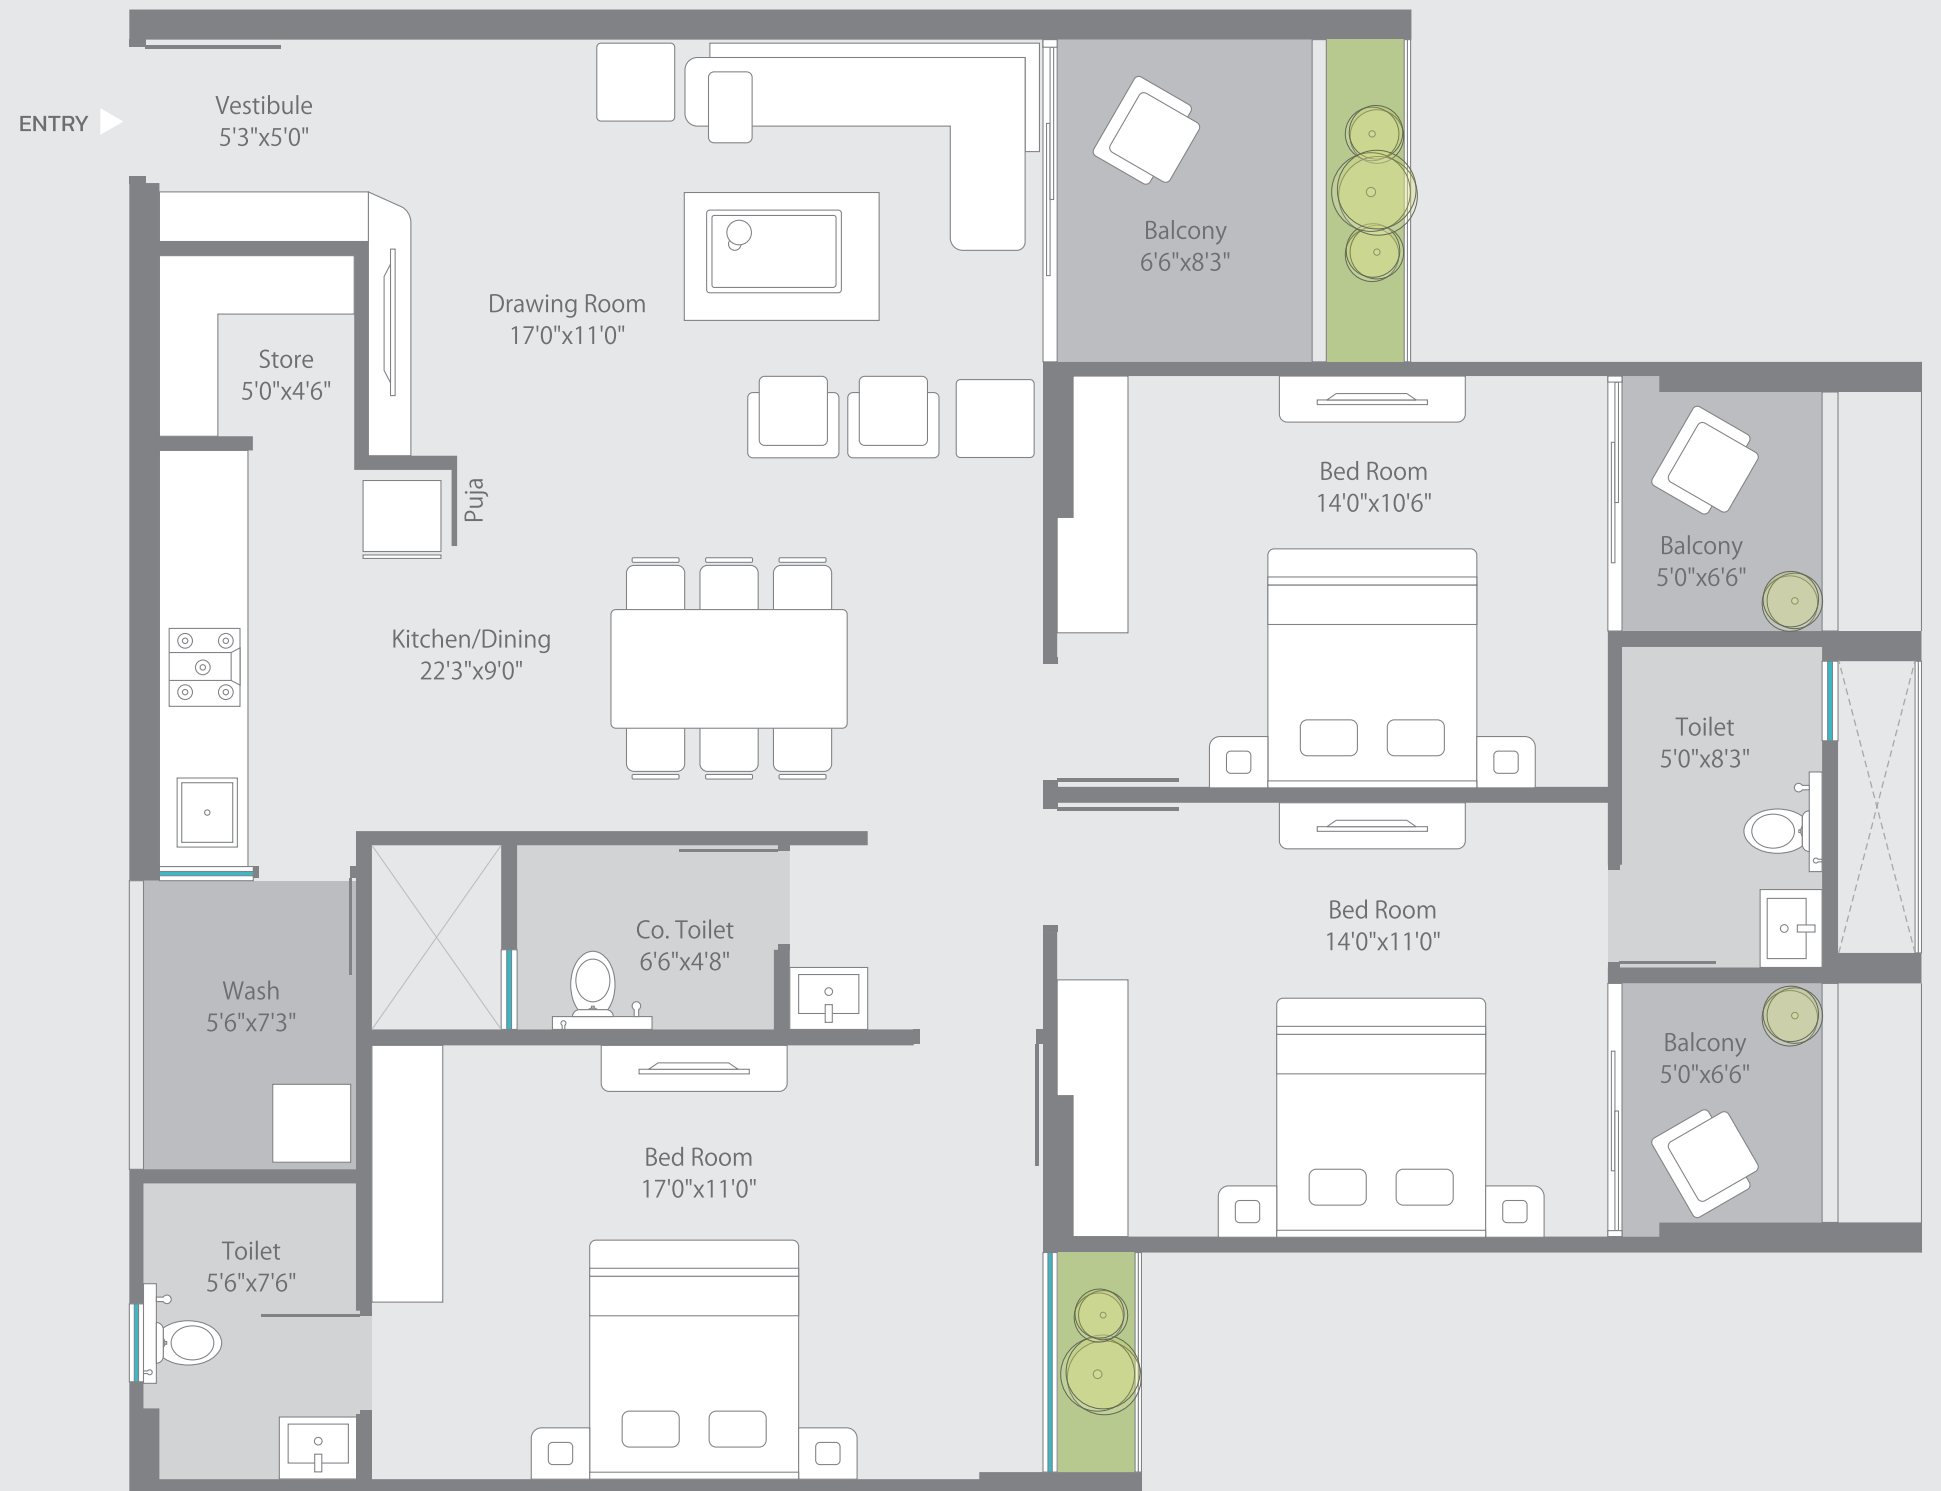 ENTRY
Vestibule
5'3"x5'0"
Balcony
6'6"x8'3"
Drawing Room
17'0"x11'0"
Store
5'0"x4'6"
Puja
Bed Room
14'0"x10'6"
Balcony
5'0"x6'6"
Kitchen/Dining
22'3"x9'0"
Toilet
5'0"x8'3"
Co. Toilet
6'6"x4'8"
Bed Room
14'0"x11'0"
Wash
5'6"x7'3"
Balcony
5'0"x6'6"
Bed Room
17'0"x11'0"
Toilet
5'6"x7'6"